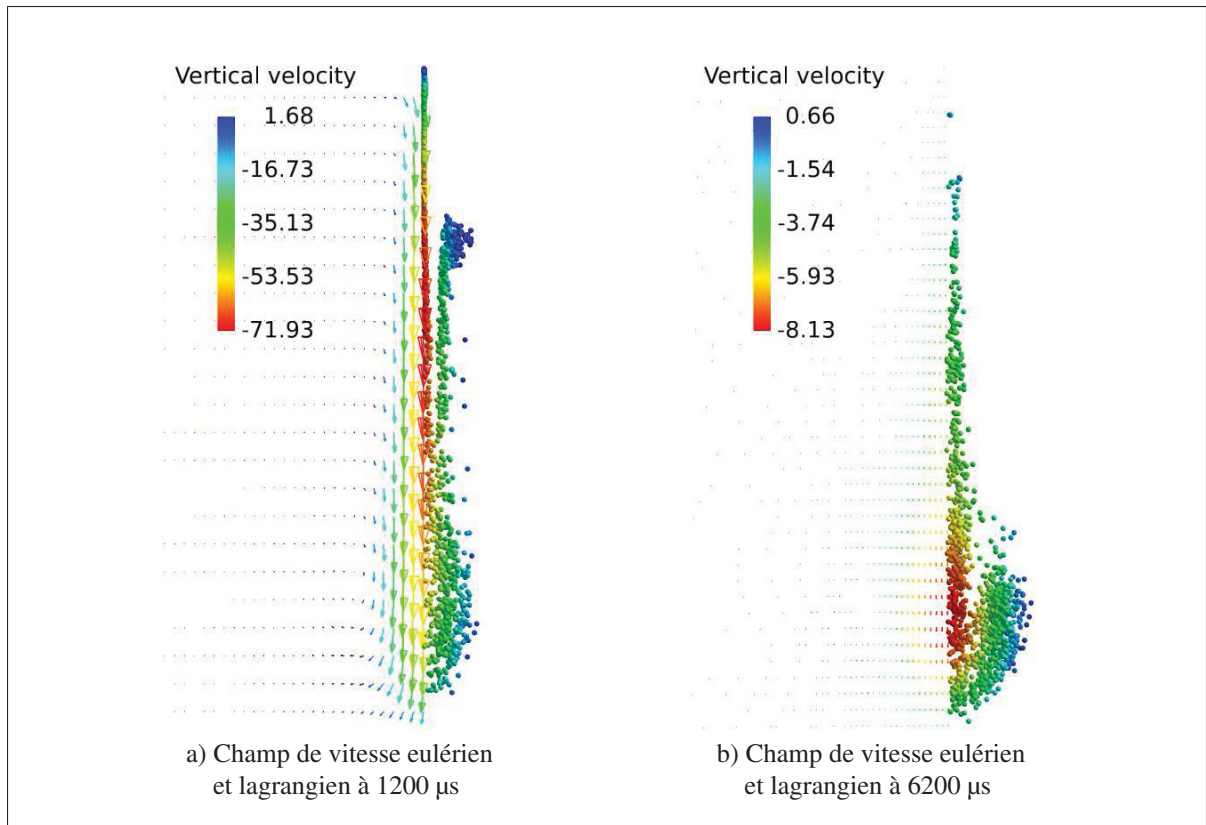 Vertical velocity
1.68
-16.73
-35.13
-53.53
-71.93
a) Champ de vitesse eulérien
et lagrangien à 1200 µs
Vertical velocity
0.66
-1.54
-3.74
-5.93
-8.13
b) Champ de vitesse eulérien
et lagrangien à 6200 µs